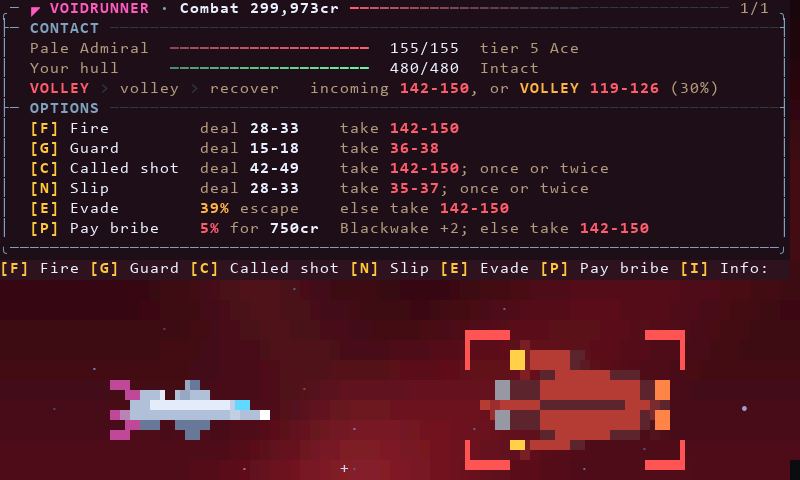 VOIDRUNNER · Combat 299,973cr 1/1
CONTACT
Pale Admiral 155/155 tier 5 Ace
Your hull 480/480 Intact
VOLLEY > volley > recover incoming 142-150, or VOLLEY 119-126 (30%)
OPTIONS
[F] Fire deal 28-33 take 142-150
[G] Guard deal 15-18 take 36-38
[C] Called shot deal 42-49 take 142-150; once or twice
[N] Slip deal 28-33 take 35-37; once or twice
[E] Evade 39% escape else take 142-150
[P] Pay bribe 5% for 750cr Blackwake +2; else take 142-150
[F] Fire [G] Guard [C] Called shot [N] Slip [E] Evade [P] Pay bribe [I] Info: